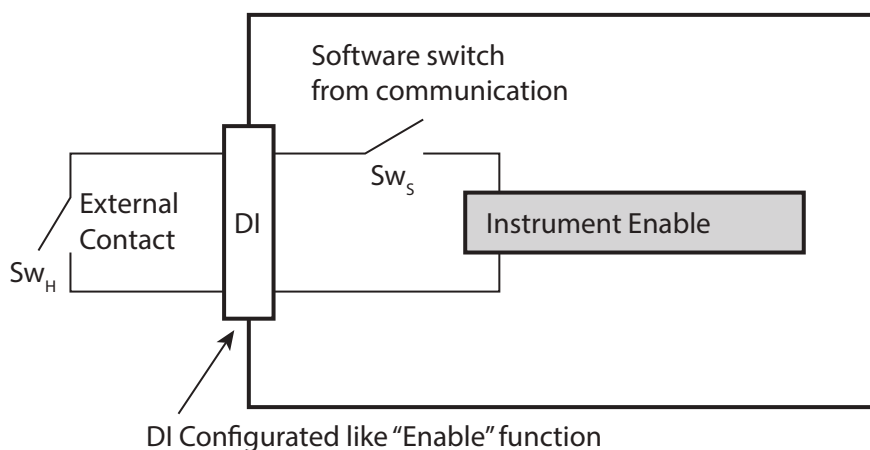 Software switch
from communication
Sw_S
External
Contact
DI
Instrument Enable
Sw_H
DI Configurated like “Enable” function